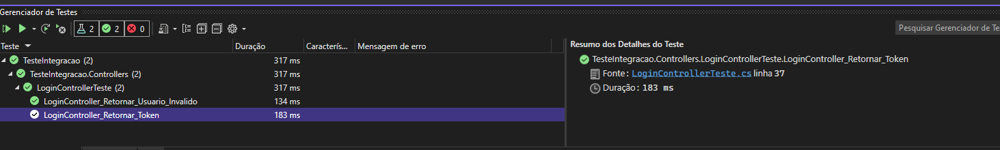 Gerenciador de Testes
2 2 0
Pesquisar Gerenciador de Te
Teste Duração Caracterís... Mensagem de erro
TesteIntegracao (2) 317 ms
TesteIntegracao.Controllers (2) 317 ms
LoginControllerTeste (2) 317 ms
LoginController_Retornar_Usuario_Invalido 134 ms
LoginController_Retornar_Token 183 ms
Resumo dos Detalhes do Teste
TesteIntegracao.Controllers.LoginControllerTeste.LoginController_Retornar_Token
Fonte: LoginControllerTeste.cs linha 37
Duração: 183 ms